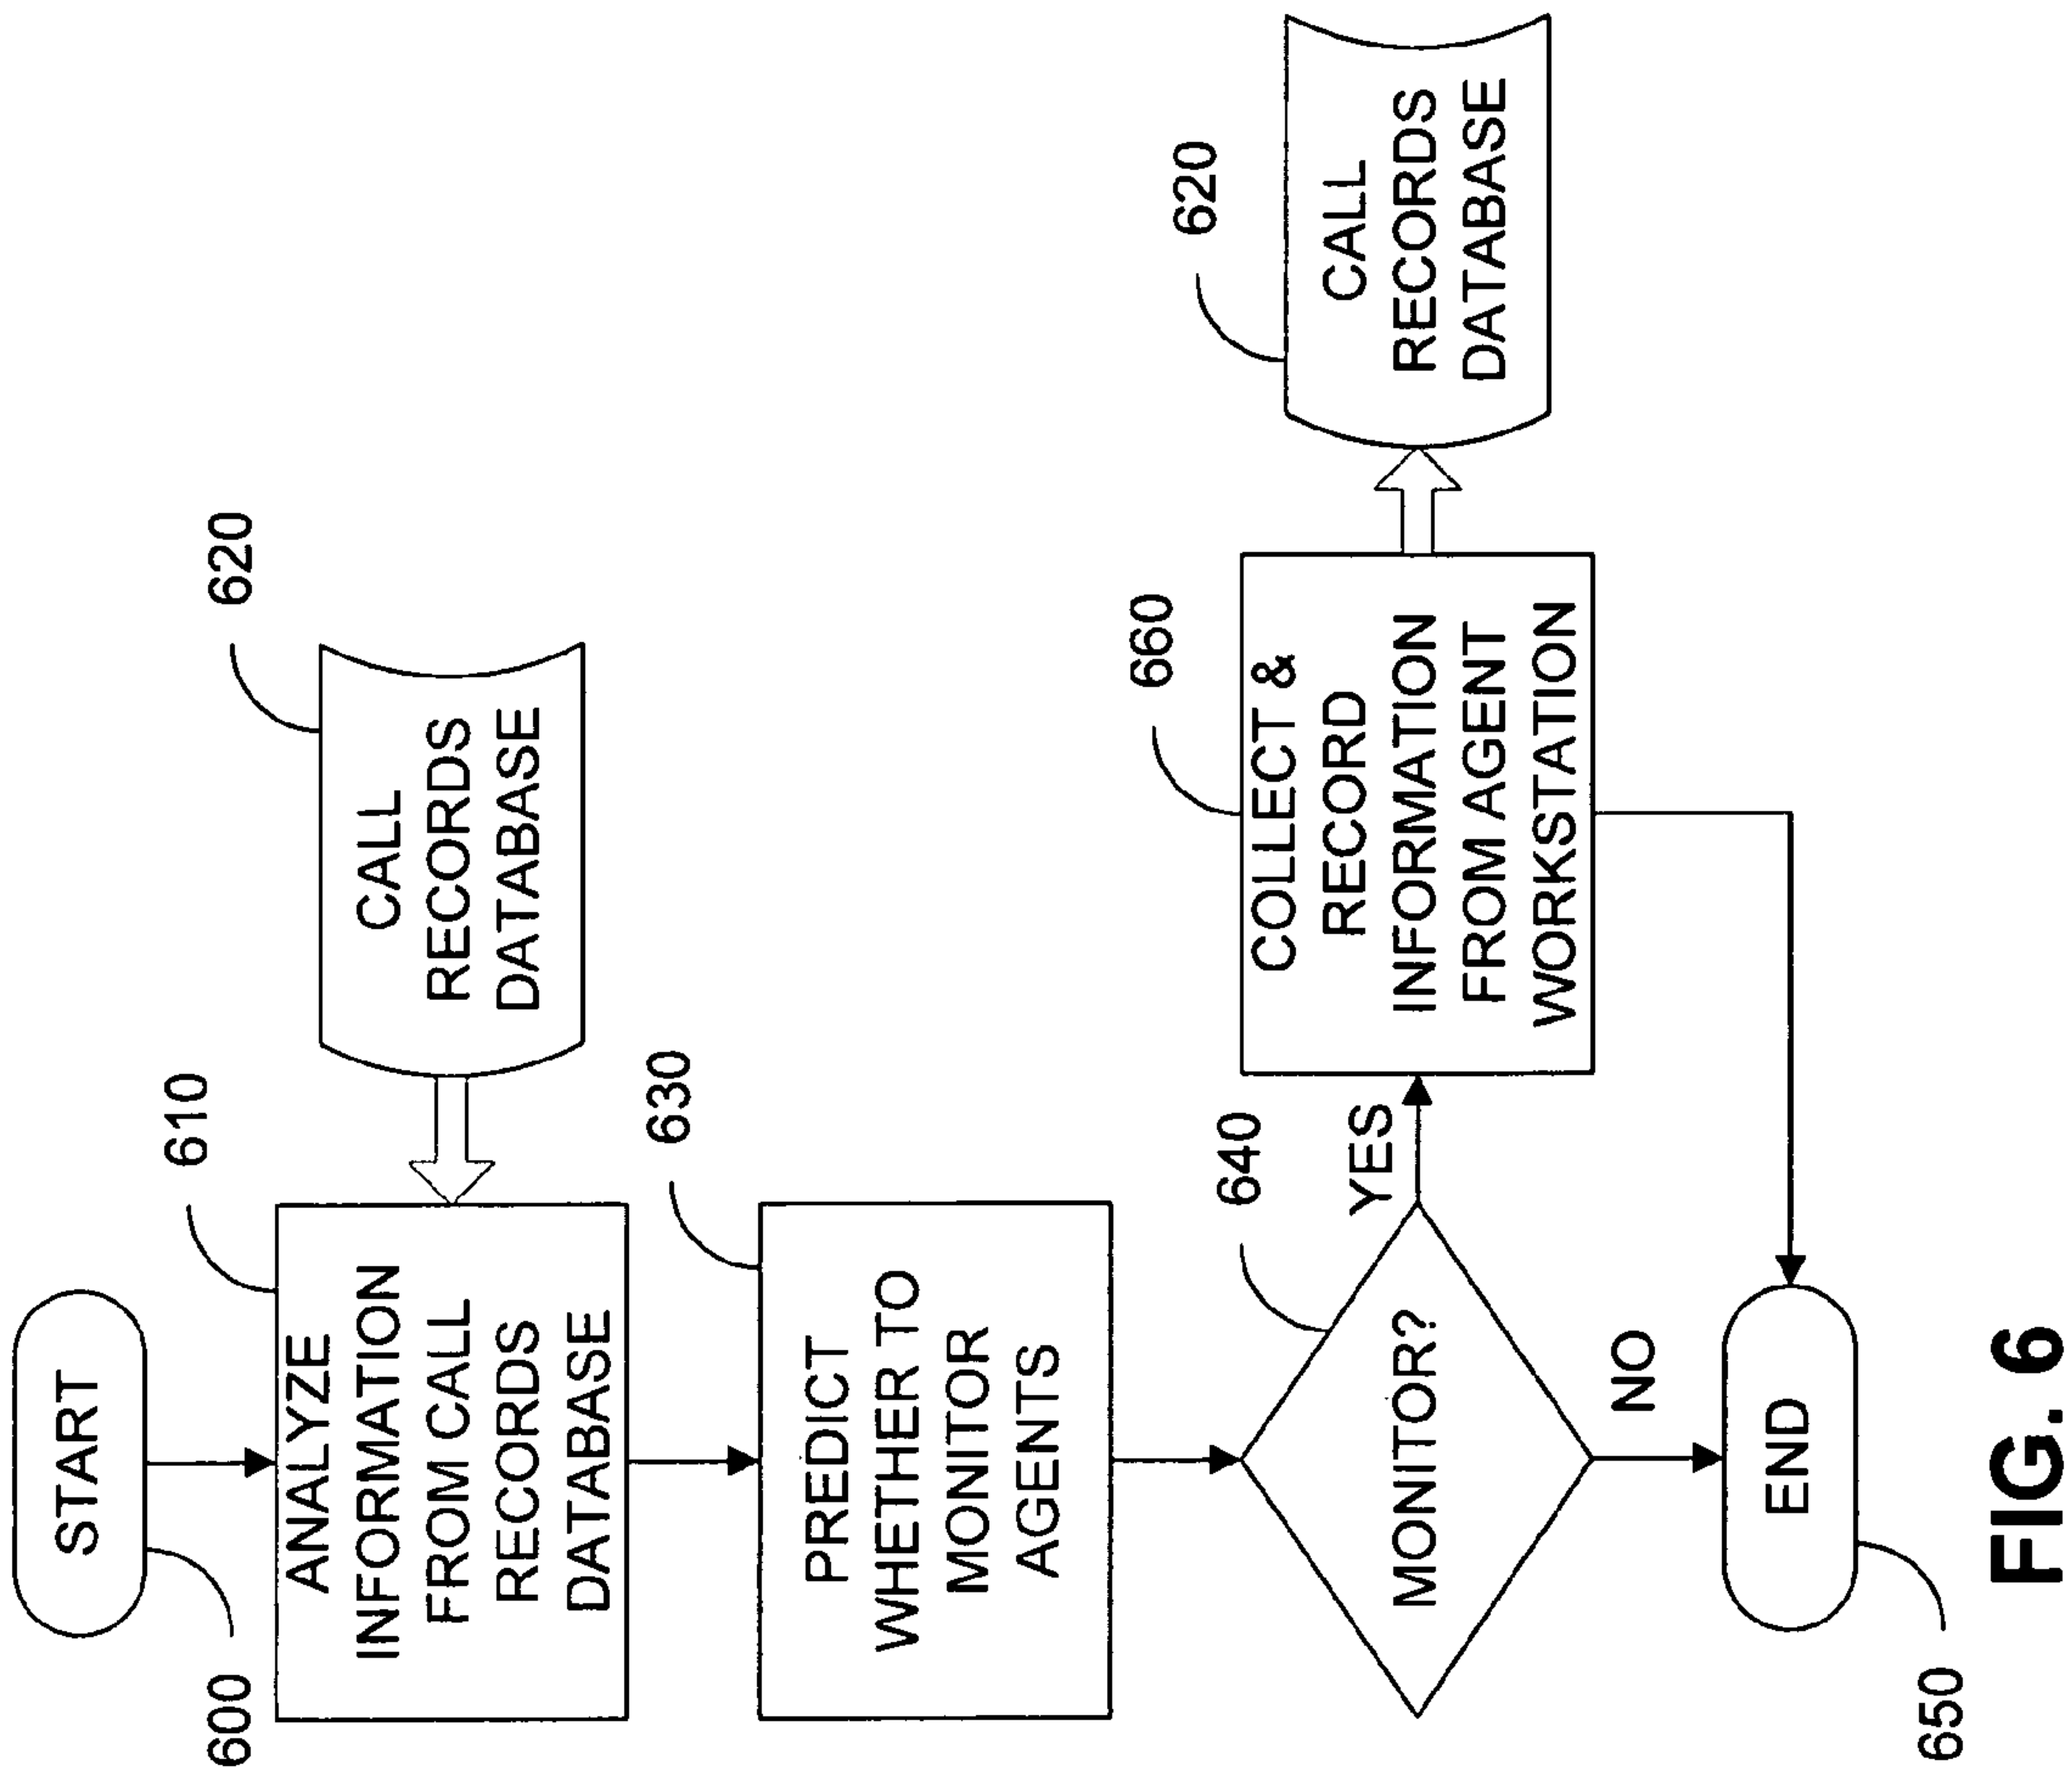 600
START
610
ANALYZE
INFORMATION
FROM CALL
RECORDS
DATABASE
620
CALL
RECORDS
DATABASE
630
PREDICT
WHETHER TO
MONITOR
AGENTS
640
MONITOR?
YES
NO
660
COLLECT &
RECORD
INFORMATION
FROM AGENT
WORKSTATION
620
CALL
RECORDS
DATABASE
END
650
FIG. 6